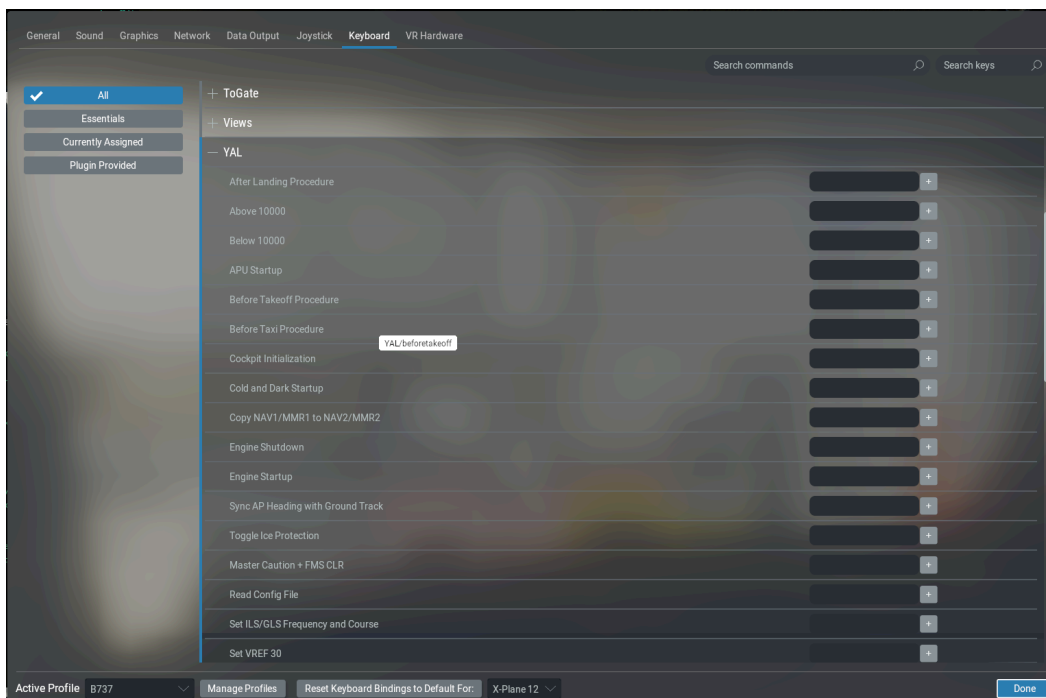 General Sound Graphics Network Data Output Joystick Keyboard VR Hardware
Search commands Search keys
All
Essentials
Currently Assigned
Plugin Provided
ToGate
Views
YAL
After Landing Procedure
Above 10000
Below 10000
APU Startup
Before Takeoff Procedure
Before Taxi Procedure
YAL/beforetakeoff
Cockpit Initialization
Cold and Dark Startup
Copy NAV1/MMR1 to NAV2/MMR2
Engine Shutdown
Engine Startup
Sync AP Heading with Ground Track
Toggle Ice Protection
Master Caution + FMS CLR
Read Config File
Set ILS/GLS Frequency and Course
Set VREF 30
Active Profile B737 Manage Profiles Reset Keyboard Bindings to Default For: X-Plane 12 Done